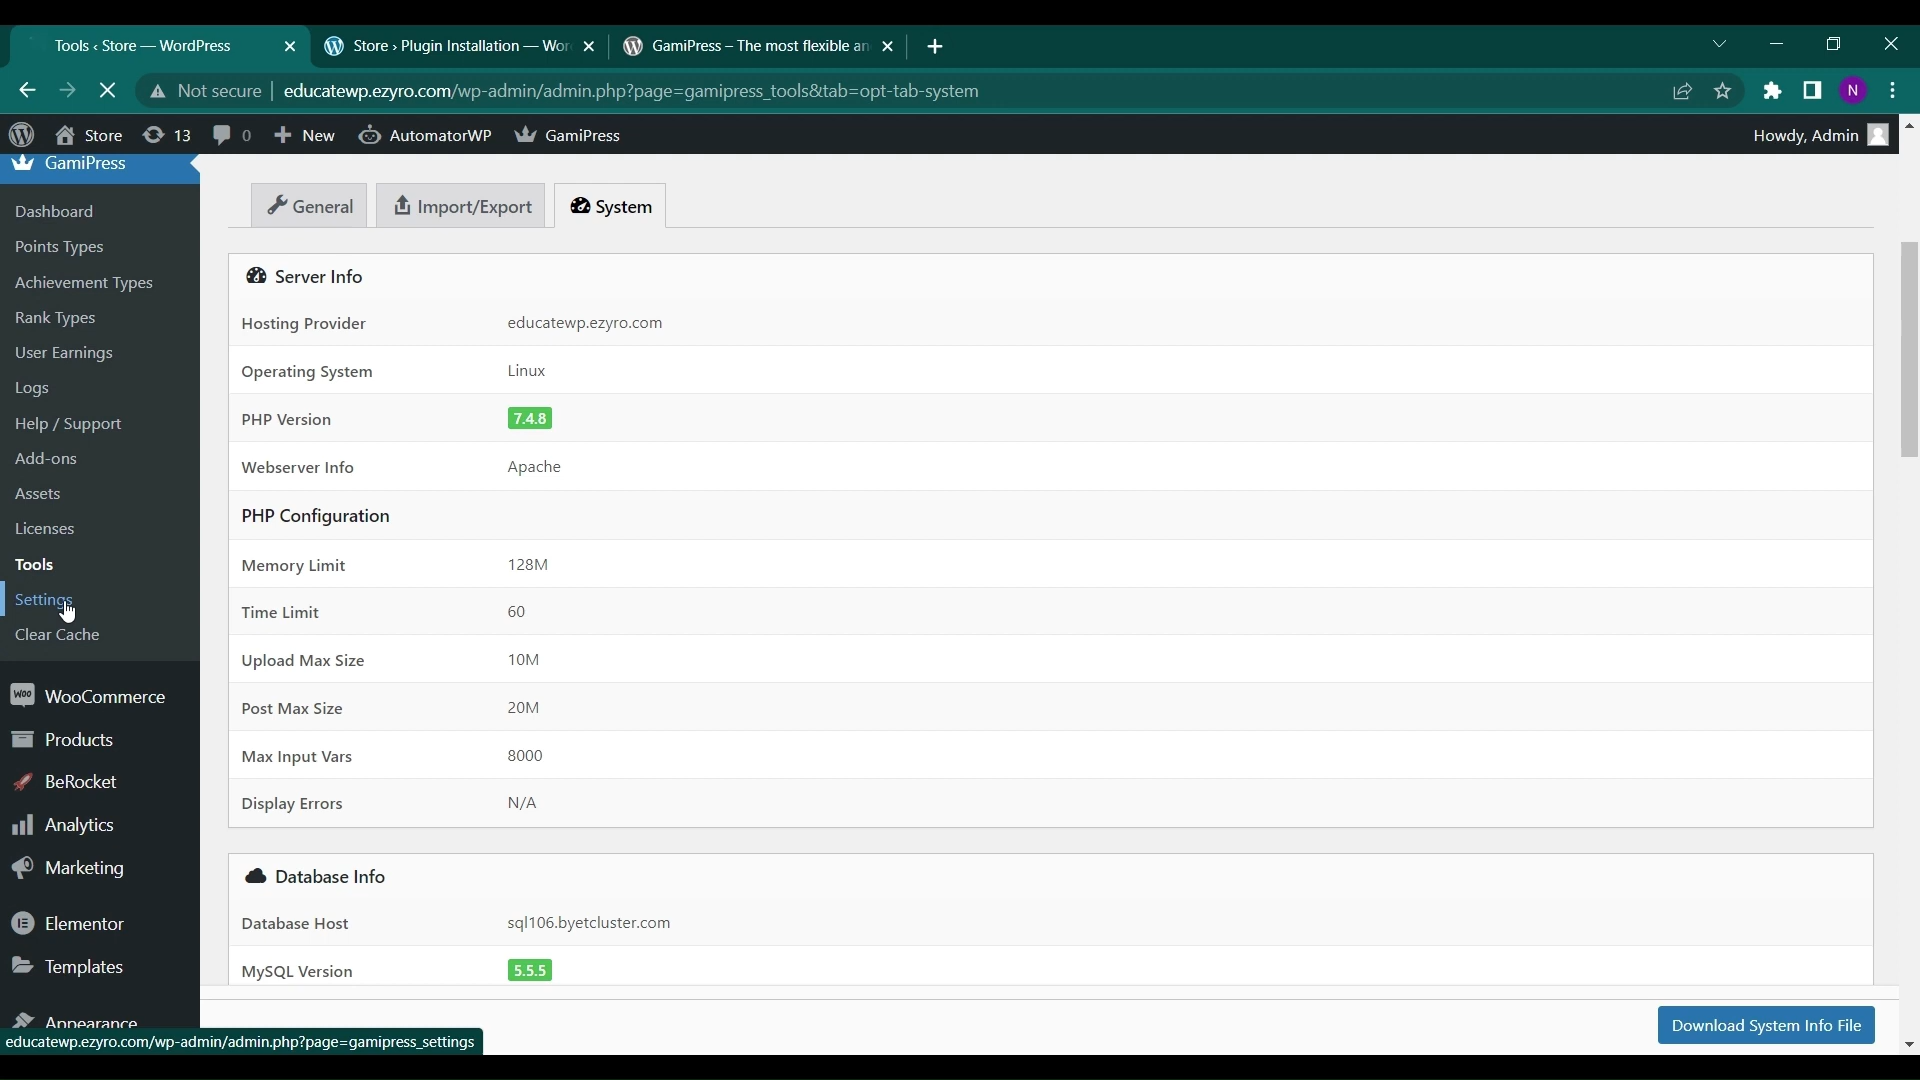 Tools ‹ Store — WordPress
Store › Plugin Installation — Wor
GamiPress – The most flexible an
Not secure
educatewp.ezyro.com/wp-admin/admin.php?page=gamipress_tools&tab=opt-tab-system
N
Store
13
0
New
AutomatorWP
GamiPress
Howdy, Admin
GamiPress
Dashboard
Points Types
Achievement Types
Rank Types
User Earnings
Logs
Help / Support
Add-ons
Assets
Licenses
Tools
Settings
Clear Cache
WooCommerce
Products
BeRocket
Analytics
Marketing
Elementor
Templates
Appearance
General
Import/Export
System
Server Info
Hosting Provider educatewp.ezyro.com
Operating System Linux
PHP Version 7.4.8
Webserver Info Apache
PHP Configuration
Memory Limit 128M
Time Limit 60
Upload Max Size 10M
Post Max Size 20M
Max Input Vars 8000
Display Errors N/A
Database Info
Database Host sql106.byetcluster.com
MySQL Version 5.5.5
Download System Info File
educatewp.ezyro.com/wp-admin/admin.php?page=gamipress_settings